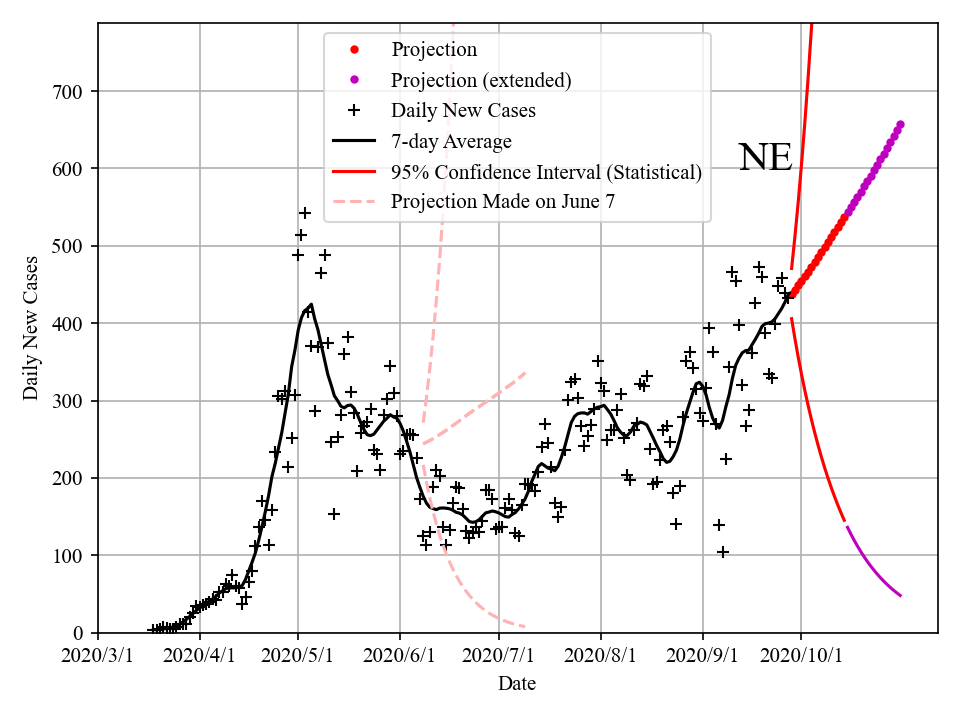 Projection
Projection (extended)
Daily New Cases
7-day Average
95% Confidence Interval (Statistical)
Projection Made on June 7
NE
Daily New Cases
700
600
500
400
300
200
100
0
2020/3/1 2020/4/1 2020/5/1 2020/6/1 2020/7/1 2020/8/1 2020/9/1 2020/10/1
Date